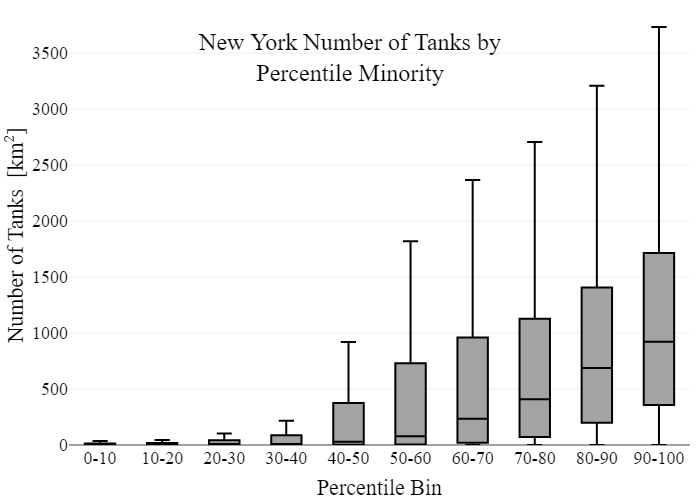 New York Number of Tanks by
Percentile Minority
Number of Tanks [km²]
3500
3000
2500
2000
1500
1000
500
0
0-10 10-20 20-30 30-40 40-50 50-60 60-70 70-80 80-90 90-100
Percentile Bin